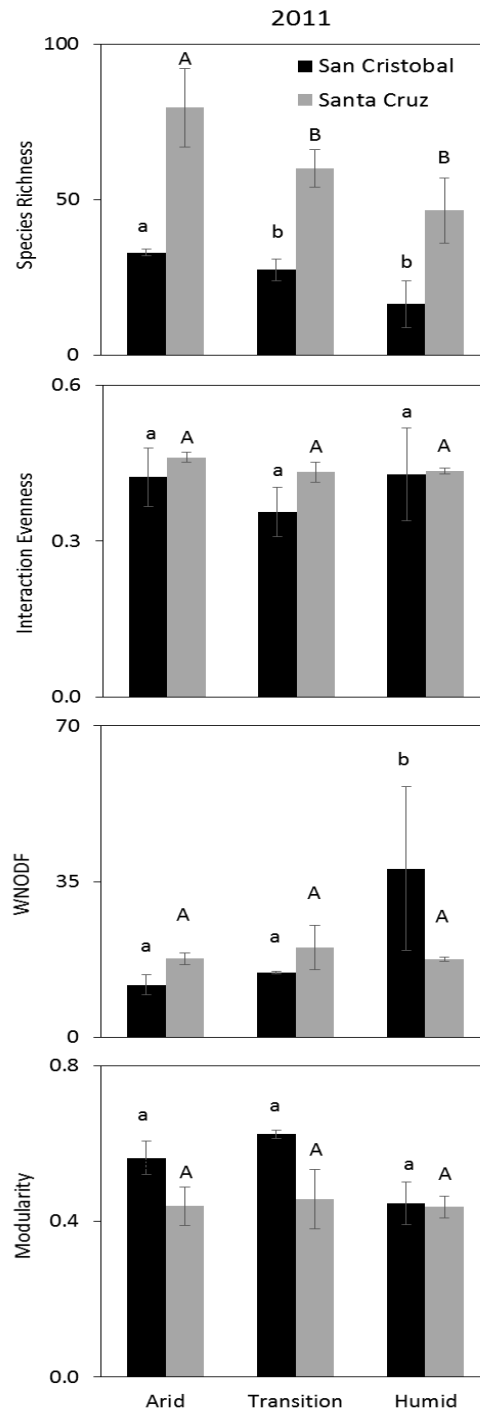 2011
100
50
0
Species Richness
San Cristobal
Santa Cruz
a A b B b B
0.6
0.3
0.0
Interaction Evenness
a A a A a A
70
35
0
WNODF
a A a A b A
0.8
0.4
0.0
Modularity
a A a A a A
Arid Transition Humid